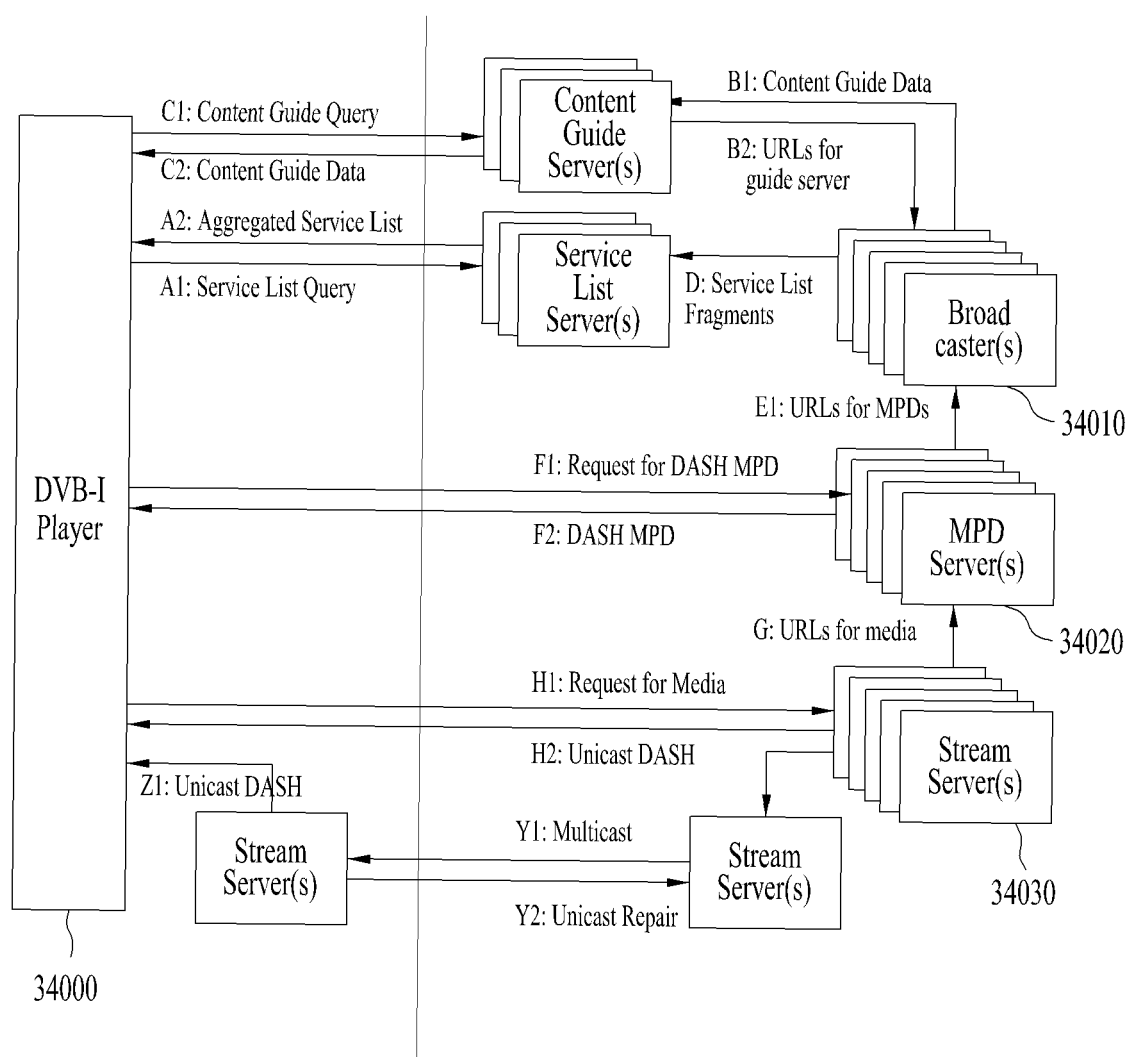 B1: Content Guide Data
C1: Content Guide Query
Content
Guide
Server(s)
B2: URLs for
guide server
C2: Content Guide Data
A2: Aggregated Service List
Service
List
Server(s)
A1: Service List Query
D: Service List
Fragments
Broad
caster(s)
E1: URLs for MPDs
34010
F1: Request for DASH MPD
DVB-I
Player
F2: DASH MPD
MPD
Server(s)
G: URLs for media
34020
H1: Request for Media
H2: Unicast DASH
Stream
Server(s)
Z1: Unicast DASH
Y1: Multicast
Stream
Server(s)
Stream
Server(s)
34030
Y2: Unicast Repair
34000